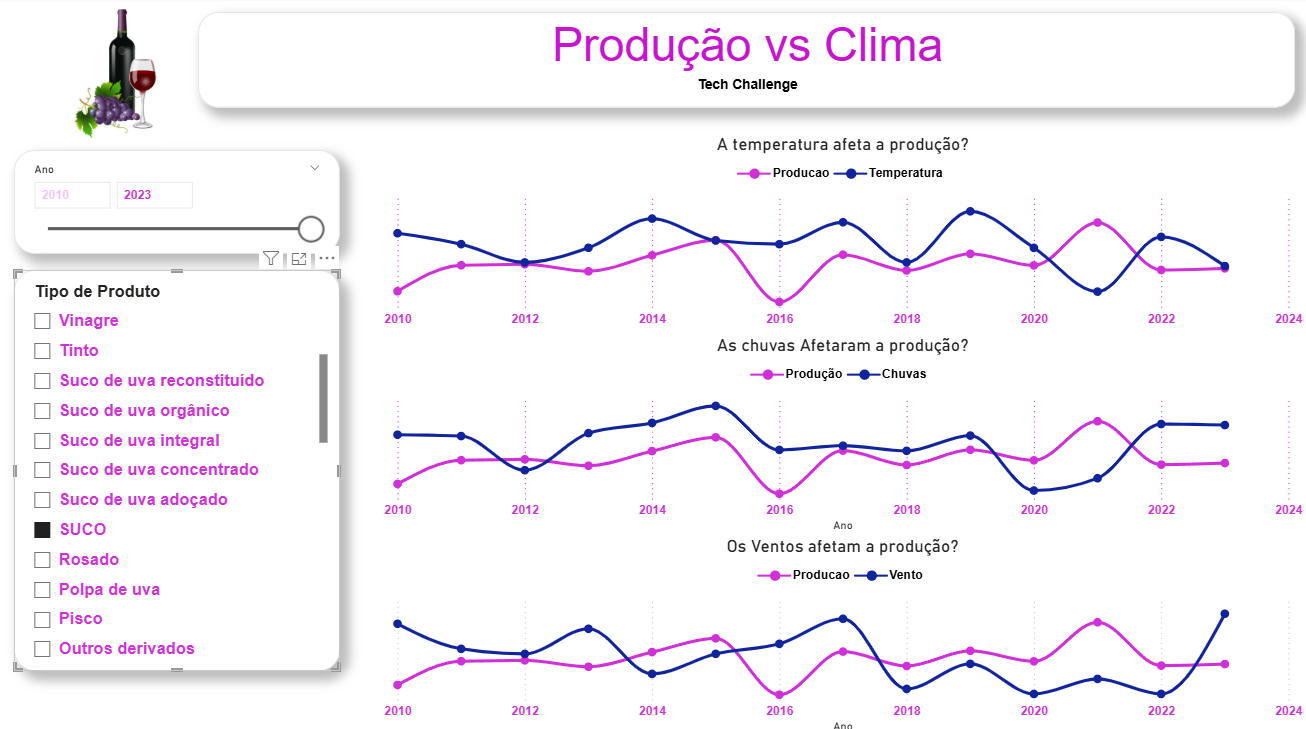 Produção vs Clima
Tech Challenge
Ano
2010 2023
Tipo de Produto
Vinagre
Tinto
Suco de uva reconstituído
Suco de uva orgânico
Suco de uva integral
Suco de uva concentrado
Suco de uva adoçado
SUCO
Rosado
Polpa de uva
Pisco
Outros derivados
A temperatura afeta a produção?
Producao Temperatura
2010 2012 2014 2016 2018 2020 2022 2024
As chuvas Afetaram a produção?
Produção Chuvas
2010 2012 2014 2016 2018 2020 2022 2024
Ano
Os Ventos afetam a produção?
Producao Vento
2010 2012 2014 2016 2018 2020 2022 2024
Ano